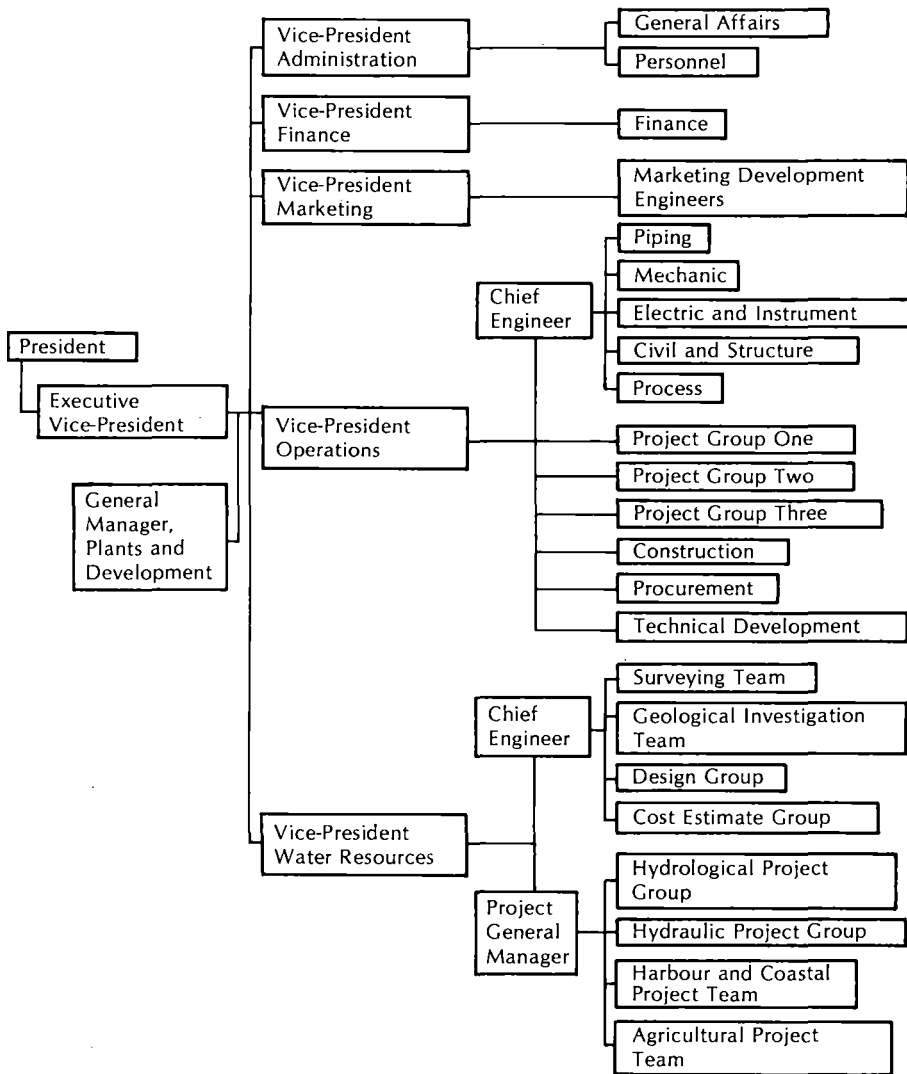 President
Executive
Vice-President
General
Manager,
Plants and
Development
Vice-President
Administration
General Affairs
Personnel
Vice-President
Finance
Finance
Vice-President
Marketing
Marketing Development
Engineers
Vice-President
Operations
Chief
Engineer
Piping
Mechanic
Electric and Instrument
Civil and Structure
Process
Project Group One
Project Group Two
Project Group Three
Construction
Procurement
Technical Development
Vice-President
Water Resources
Chief
Engineer
Surveying Team
Geological Investigation
Team
Design Group
Cost Estimate Group
Project
General
Manager
Hydrological Project
Group
Hydraulic Project Group
Harbour and Coastal
Project Team
Agricultural Project
Team